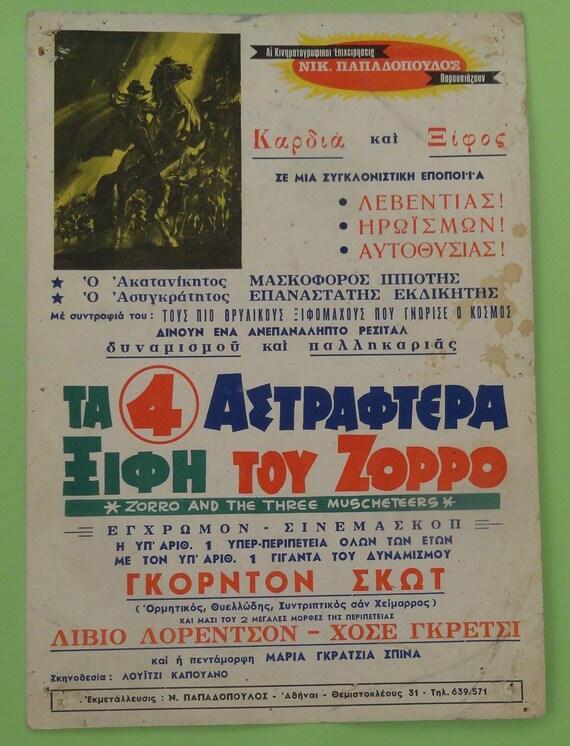 Αἱ Κινηματογραφικαὶ Ἐπιχειρήσεις
ΝΙΚ. ΠΑΠΑΔΟΠΟΥΛΟΣ
Παρουσιάζουν
Καρδιὰ καὶ Ξίφος
ΣΕ ΜΙΑ ΣΥΓΚΛΟΝΙΣΤΙΚΗ ΕΠΟΠΟΙ·Ι·Α
• ΛΕΒΕΝΤΙΑΣ!
• ΗΡΩΪΣΜΩΝ!
• ΑΥΤΟΘΥΣΙΑΣ!
★ Ὁ Ἀκατανίκητος ΜΑΣΚΟΦΟΡΟΣ ΙΠΠΟΤΗΣ
★ Ὁ Ἀσυγκράτητος ΕΠΑΝΑΣΤΑΤΗΣ ΕΚΔΙΚΗΤΗΣ
Μὲ συντροφιά του : ΤΟΥΣ ΠΙΟ ΘΡΥΛΙΚΟΥΣ ΞΙΦΟΜΑΧΟΥΣ ΠΟΥ ΓΝΩΡΙΣΕ Ο ΚΟΣΜΟΣ
ΔΙΝΟΥΝ ΕΝΑ ΑΝΕΠΑΝΑΛΗΠΤΟ ΡΕΣΙΤΑΛ
δυναμισμοῦ καὶ παλληκαριᾶς
ΤΑ 4 ΑΣΤΡΑΦΤΕΡΑ
ΞΙΦΗ ΤΟΥ ΖΟΡΡΟ
* ZORRO AND THE THREE MUSCHETEERS *
ΕΓΧΡΩΜΟΝ - ΣΙΝΕΜΑΣΚΟΠ
Η ΥΠ' ΑΡΙΘ. 1 ΥΠΕΡ-ΠΕΡΙΠΕΤΕΙΑ ΟΛΩΝ ΤΩΝ ΕΤΩΝ
ΜΕ ΤΟΝ ΥΠ' ΑΡΙΘ. 1 ΓΙΓΑΝΤΑ ΤΟΥ ΔΥΝΑΜΙΣΜΟΥ
ΓΚΟΡΝΤΟΝ ΣΚΩΤ
(Ὁρμητικός, Θυελλώδης, Συντριπτικὸς σὰν Χείμαρρος)
ΚΑΙ ΜΑΖΙ ΤΟΥ 2 ΜΕΓΑΛΕΣ ΜΟΡΦΕΣ ΤΗΣ ΠΕΡΙΠΕΤΕΙΑΣ
ΛΙΒΙΟ ΛΟΡΕΝΤΣΟΝ - ΧΟΣΕ ΓΚΡΕΤΣΙ
καὶ ἡ πεντάμορφη ΜΑΡΙΑ ΓΚΡΑΤΣΙΑ ΣΠΙΝΑ
Σκηνοθεσία : ΛΟΥΪΤΖΙ ΚΑΠΟΥΑΝΟ
Ἐκμετάλλευσις : Ν. ΠΑΠΑΔΟΠΟΥΛΟΣ - Ἀθῆναι - Θεμιστοκλέους 31 - Τηλ. 639.571